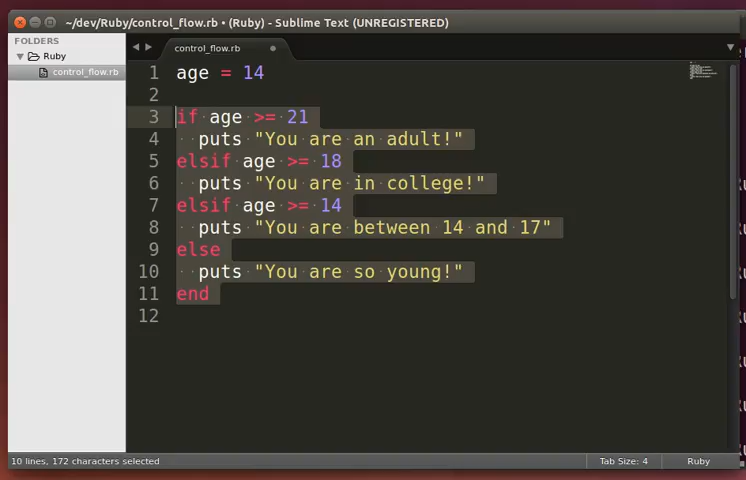 ~/dev/Ruby/control_flow.rb • (Ruby) - Sublime Text (UNREGISTERED)
FOLDERS
Ruby
control_flow.rb
control_flow.rb
1 age = 14
2
3 if age >= 21
4 puts "You are an adult!"
5 elsif age >= 18
6 puts "You are in college!"
7 elsif age >= 14
8 puts "You are between 14 and 17"
9 else
10 puts "You are so young!"
11 end
12
10 lines, 172 characters selected Tab Size: 4 Ruby